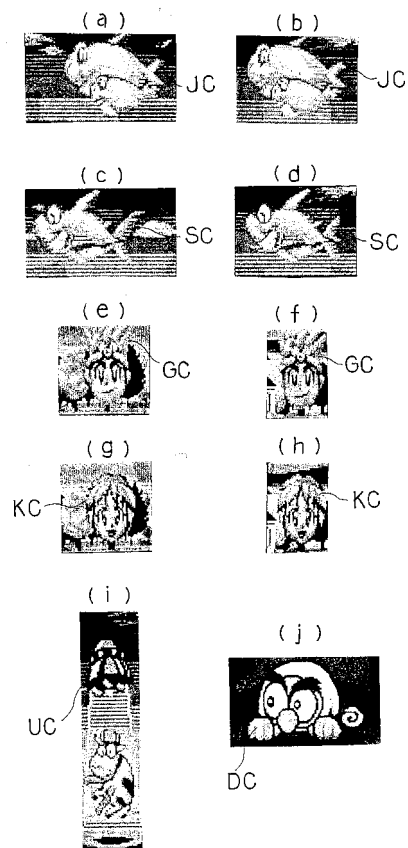 (a) (b)
JC JC
(c) (d)
SC SC
(e) (f)
GC GC
(g) (h)
KC KC
(i) (j)
UC
DC